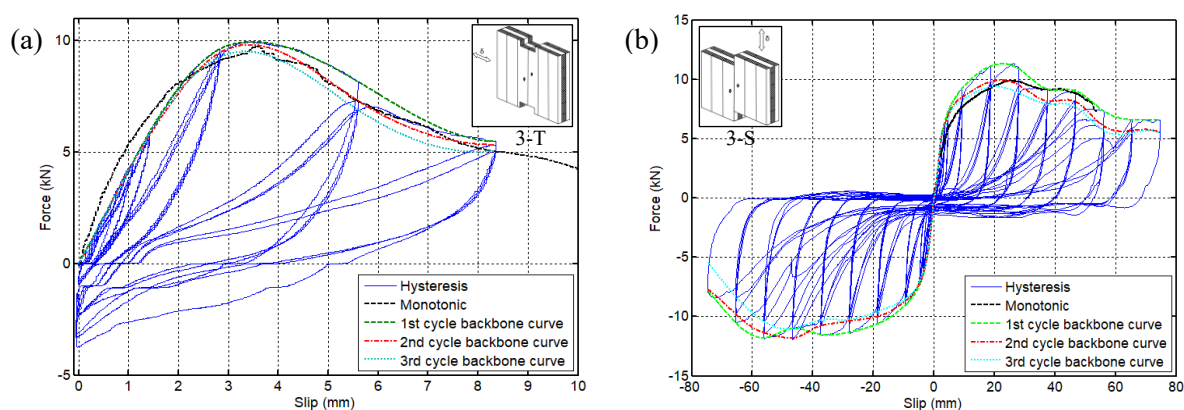 (a)
10
5
0
-5
0 1 2 3 4 5 6 7 8 9 10
Force (kN)
Slip (mm)
δ
3-T
Hysteresis
Monotonic
1st cycle backbone curve
2nd cycle backbone curve
3rd cycle backbone curve
(b)
15
10
5
0
-5
-10
-15
-80 -60 -40 -20 0 20 40 60 80
Force (kN)
Slip (mm)
δ
3-S
Hysteresis
Monotonic
1st cycle backbone curve
2nd cycle backbone curve
3rd cycle backbone curve